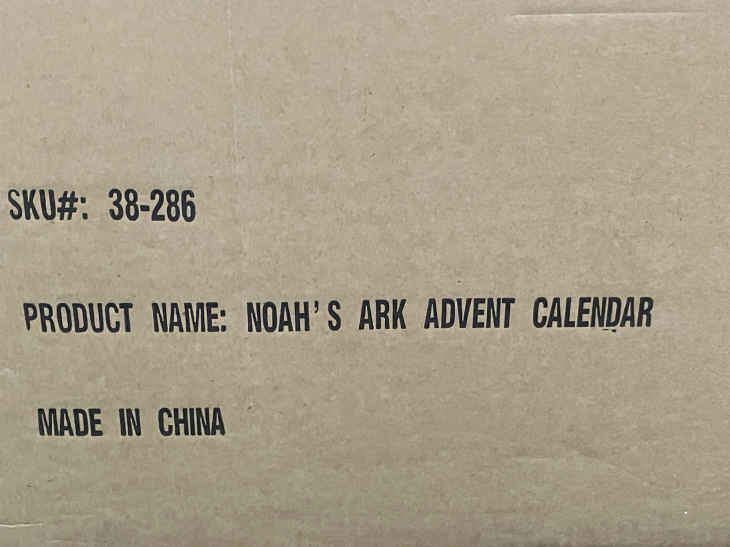 SKU#: 38-286
PRODUCT NAME: NOAH'S ARK ADVENT CALENDAR
MADE IN CHINA